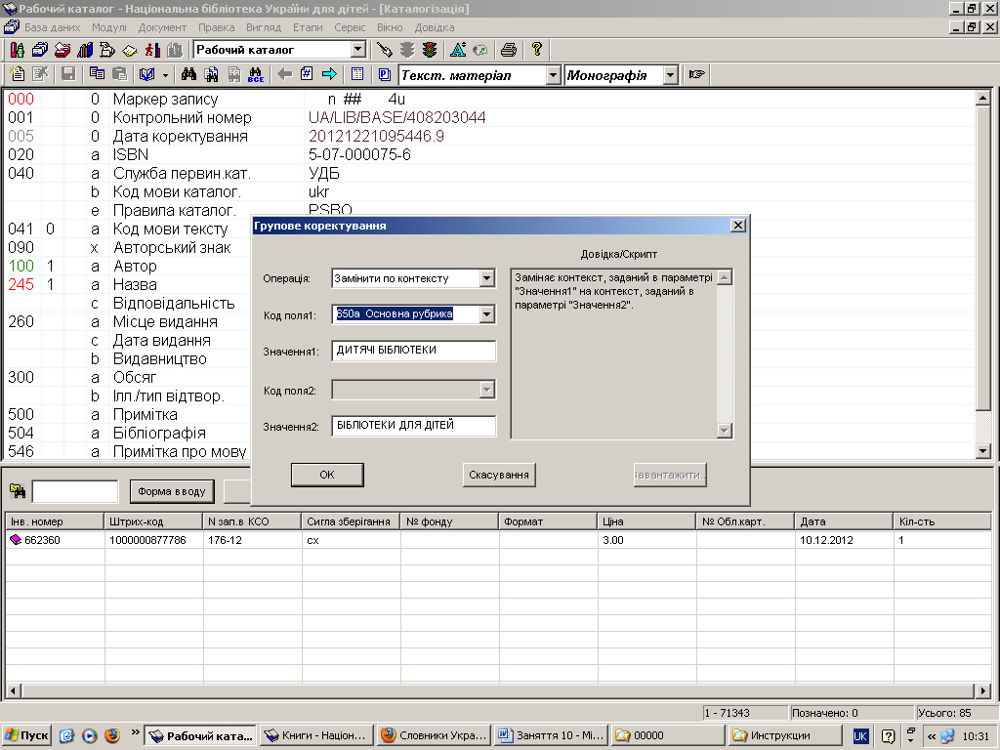 Рабочий каталог - Національна бібліотека України для дітей - [Каталогізація]
База даних Модулі Документ Правка Вигляд Етапи Сервіс Вікно Довідка
Рабочий каталог
ВСЕ Текст. матеріал Монографія
000 0 Маркер запису n ## 4u
001 0 Контрольний номер UA/LIB/BASE/408203044
005 0 Дата коректування 20121221095446.9
020 a ISBN 5-07-000075-6
040 a Служба первин.кат. УДБ
b Код мови каталог. ukr
e Правила каталог. PSBO
041 0 a Код мови тексту
090 x Авторський знак
100 1 a Автор
245 1 a Назва
c Відповідальність
260 a Місце видання
c Дата видання
b Видавництво
300 a Обсяг
b Ілл./тип відтвор.
500 a Примітка
504 a Бібліографія
546 a Примітка про мову
Групове коректування
Довідка/Скрипт
Операція: Замінити по контексту
Код поля1: 650a Основна рубрика
Значення1: ДИТЯЧІ БІБЛІОТЕКИ
Код поля2:
Значення2: БІБЛІОТЕКИ ДЛЯ ДІТЕЙ
Заміняє контекст, заданий в параметрі
"Значення1" на контекст, заданий в
параметрі "Значення2".
OK Скасування Завантажити..
Форма вводу
Інв. номер Штрих-код N зап.в КСО Сигла зберігання № фонду Формат Ціна № Обл.карт. Дата Кіл-сть
662360 1000000877786 176-12 сх 3.00 10.12.2012 1
1 - 71343 Позначено: 0 Усього: 85
Пуск » Рабочий ката... Книги - Націон... Словники Укра... Заняття 10 - Mi... 00000 Инструкции UK « 10:31